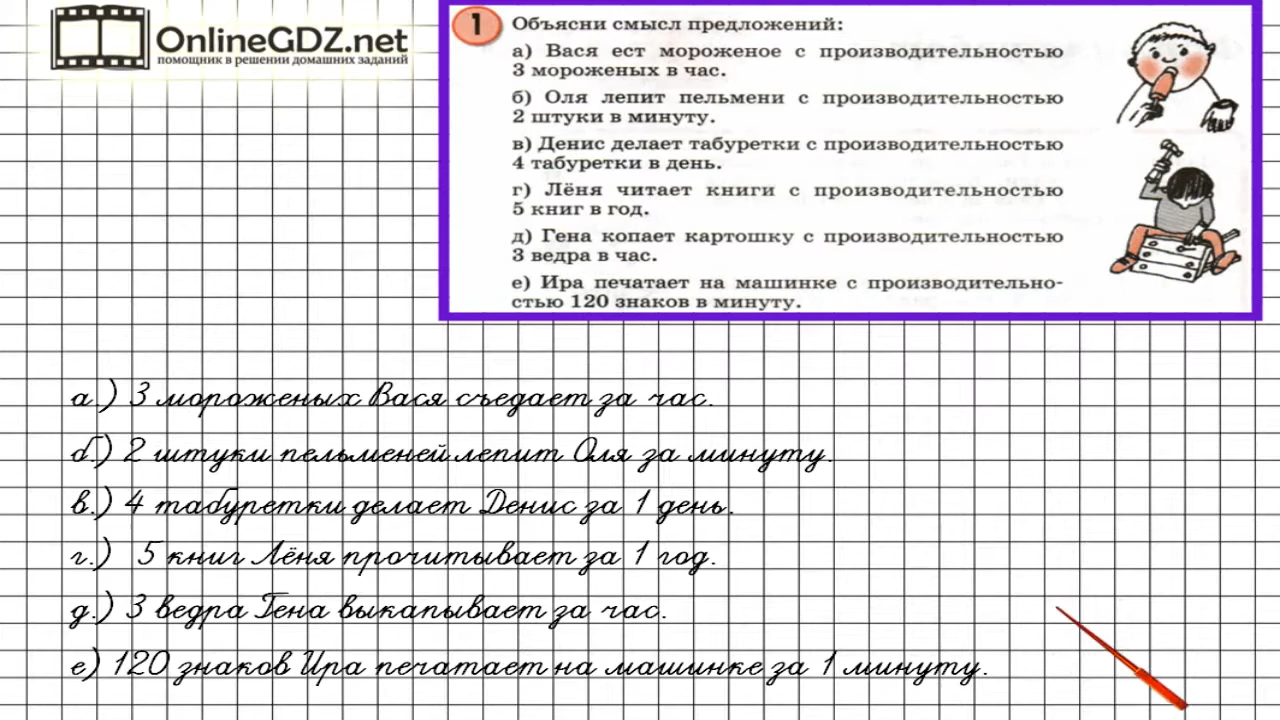 OnlineGDZ.net
помощник в решении домашних заданий
1 Объясни смысл предложений:
а) Вася ест мороженое с производительностью
3 мороженых в час.
б) Оля лепит пельмени с производительностью
2 штуки в минуту.
в) Денис делает табуретки с производительностью
4 табуретки в день.
г) Лёня читает книги с производительностью
5 книг в год.
д) Гена копает картошку с производительностью
3 ведра в час.
е) Ира печатает на машинке с производительно-
стью 120 знаков в минуту.
а.) 3 мороженых Вася съедает за час.
б.) 2 штуки пельменей лепит Оля за минуту.
в.) 4 табуретки делает Денис за 1 день.
г.) 5 книг Лёня прочитывает за 1 год.
д.) 3 ведра Гена выкапывает за час.
е) 120 знаков Ира печатает на машинке за 1 минуту.